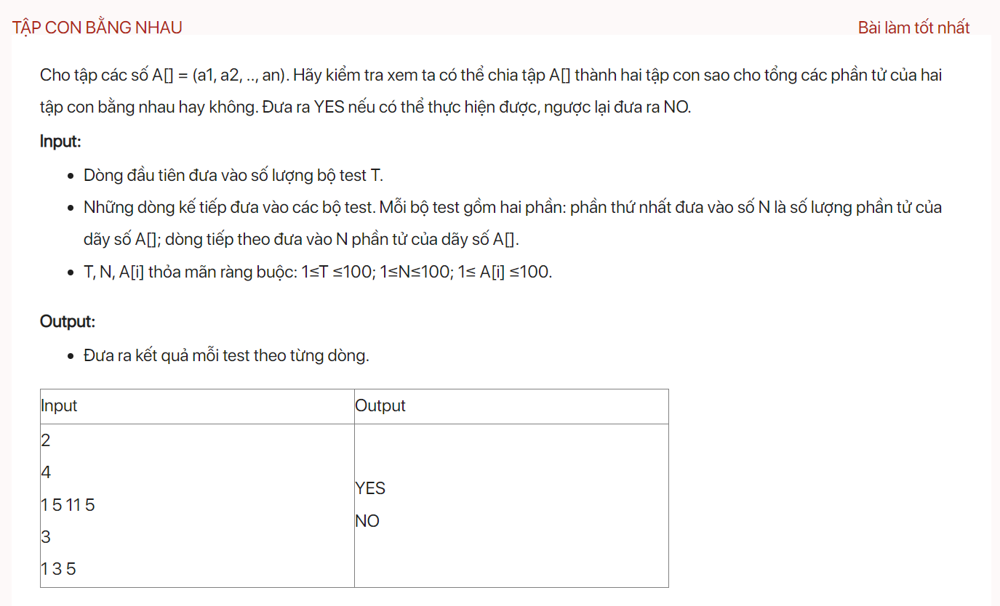 TẬP CON BẰNG NHAU
Bài làm tốt nhất
Cho tập các số A[] = (a1, a2, .., an). Hãy kiểm tra xem ta có thể chia tập A[] thành hai tập con sao cho tổng các phần tử của hai
tập con bằng nhau hay không. Đưa ra YES nếu có thể thực hiện được, ngược lại đưa ra NO.
Input:
• Dòng đầu tiên đưa vào số lượng bộ test T.
• Những dòng kế tiếp đưa vào các bộ test. Mỗi bộ test gồm hai phần: phần thứ nhất đưa vào số N là số lượng phần tử của
dãy số A[]; dòng tiếp theo đưa vào N phần tử của dãy số A[].
• T, N, A[i] thỏa mãn ràng buộc: 1≤T ≤100; 1≤N≤100; 1≤ A[i] ≤100.
Output:
• Đưa ra kết quả mỗi test theo từng dòng.
Input
Output
2
4
1 5 11 5
3
1 3 5
YES
NO